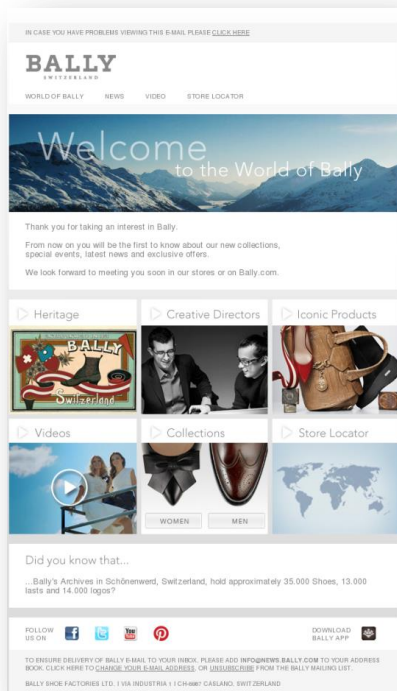 IN CASE YOU HAVE PROBLEMS VIEWING THIS E-MAIL PLEASE CLICK HERE
BALLY
SWITZERLAND
WORLD OF BALLY NEWS VIDEO STORE LOCATOR
Welcome
to the World of Bally
Thank you for taking an interest in Bally.
From now on you will be the first to know about our new collections,
special events, latest news and exclusive offers.
We look forward to meeting you soon in our stores or on Bally.com.
Heritage Creative Directors Iconic Products
BALLY
Switzerland
Videos Collections Store Locator
WOMEN MEN
Did you know that...
...Bally's Archives in Schönenwerd, Switzerland, hold approximately 35.000 Shoes, 13.000
lasts and 14.000 logos?
FOLLOW
US ON
You
Tube
DOWNLOAD
BALLY APP
TO ENSURE DELIVERY OF BALLY E-MAIL TO YOUR INBOX, PLEASE ADD INFO@NEWS.BALLY.COM TO YOUR ADDRESS
BOOK. CLICK HERE TO CHANGE YOUR E-MAIL ADDRESS, OR UNSUBSCRIBE FROM THE BALLY MAILING LIST.
BALLY SHOE FACTORIES LTD. I VIA INDUSTRIA 1 I CH-6987 CASLANO, SWITZERLAND